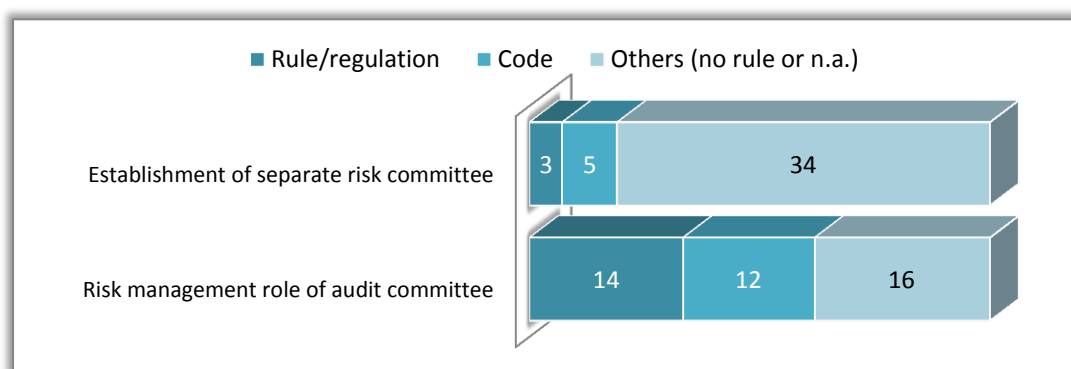 Rule/regulation Code Others (no rule or n.a.)
Establishment of separate risk committee 3 5 34
Risk management role of audit committee 14 12 16